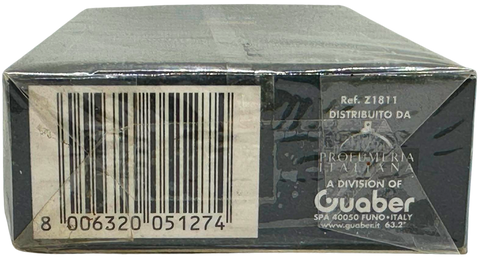 8 006320 051274
Ref. Z1811
DISTRIBUITO DA
PROFUMERIA
ITALIANA
A DIVISION OF
Guaber
SPA 40050 FUNO • ITALY
www.guaber.it 63.2°